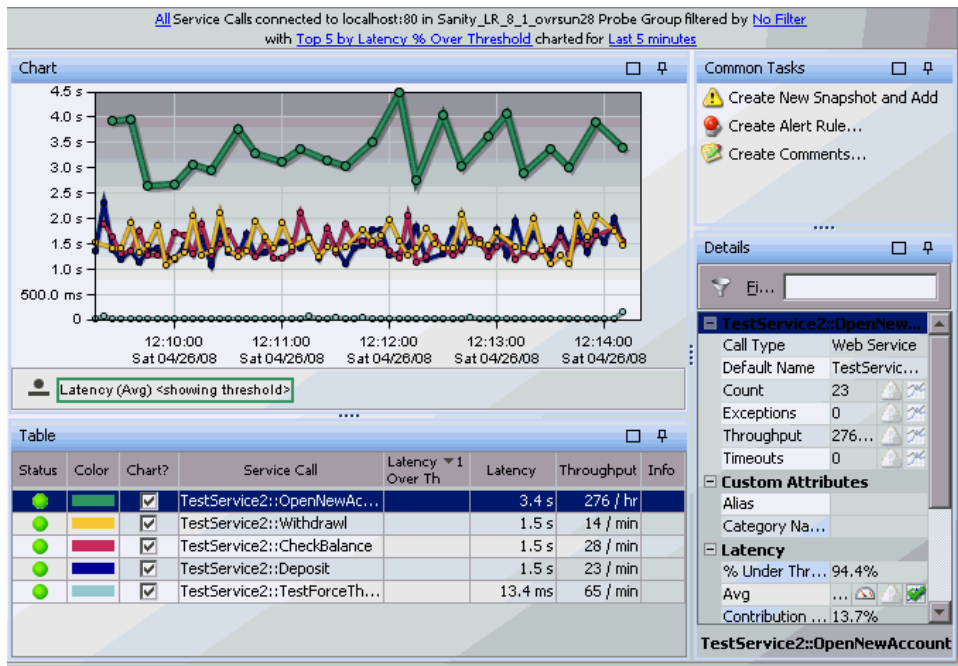 All Service Calls connected to localhost:80 in Sanity_LR_8_1_ovrsun28 Probe Group filtered by No Filter
with Top 5 by Latency % Over Threshold charted for Last 5 minutes
Chart
4.5 s
4.0 s
3.5 s
3.0 s
2.5 s
2.0 s
1.5 s
1.0 s
500.0 ms
0
12:10:00 12:11:00 12:12:00 12:13:00 12:14:00
Sat 04/26/08 Sat 04/26/08 Sat 04/26/08 Sat 04/26/08 Sat 04/26/08
Latency (Avg) <showing threshold>
Table
Status Color Chart? Service Call Latency Over Th 1 Latency Throughput Info
TestService2::OpenNewAc... 3.4 s 276 / hr
TestService2::Withdrawl 1.5 s 14 / min
TestService2::CheckBalance 1.5 s 28 / min
TestService2::Deposit 1.5 s 23 / min
TestService2::TestForceTh... 13.4 ms 65 / min
Common Tasks
Create New Snapshot and Add
Create Alert Rule...
Create Comments...
Details
Fi...
TestService2::OpenNew...
Call Type Web Service
Default Name TestServic...
Count 23
Exceptions 0
Throughput 276...
Timeouts 0
Custom Attributes
Alias
Category Na...
Latency
% Under Thr... 94.4%
Avg ...
Contribution ... 13.7%
TestService2::OpenNewAccount